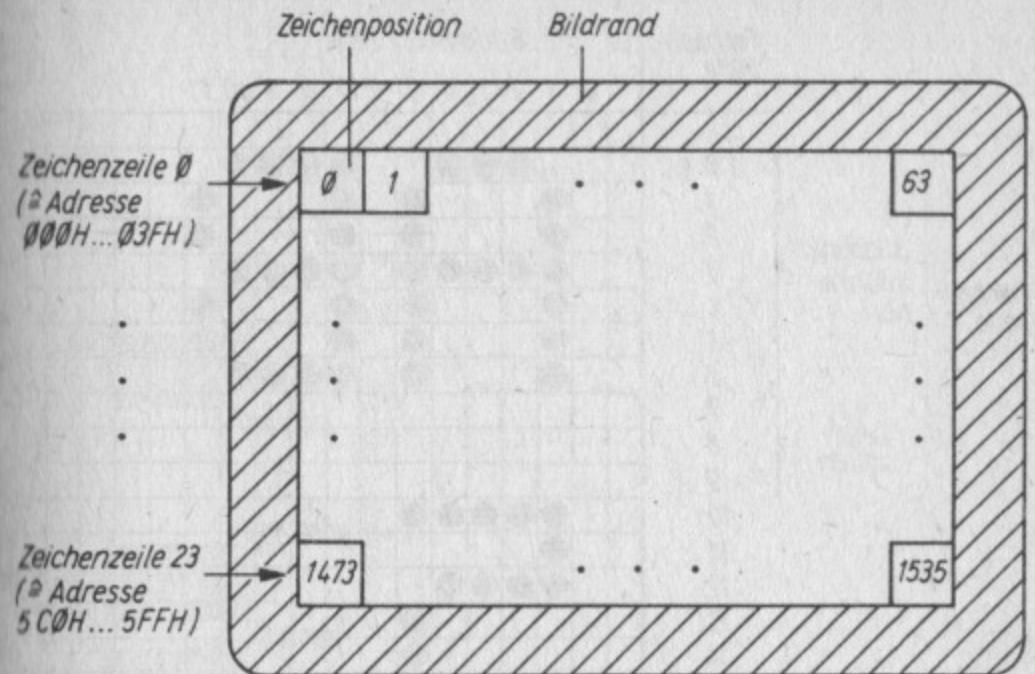 Zeichenposition Bildrand
Zeichenzeile Ø
(≙ Adresse
ØØØH...Ø3FH)
Ø 1 . . . 63
Zeichenzeile 23
(≙ Adresse
5CØH...5FFH)
1473 . . . 1535